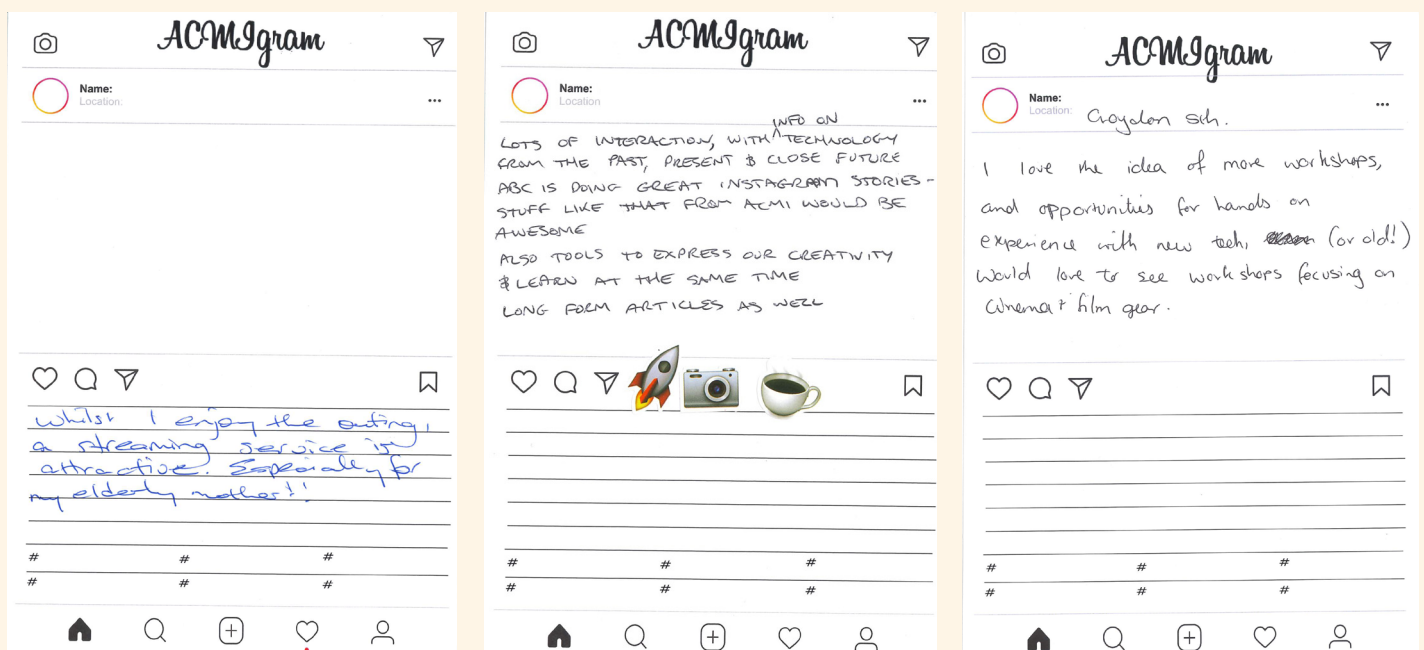 ACMIgram
Name:
Location:
Whilst I enjoy the outing,
a streaming service is
attractive. Especially for
my elderly mother!!
# # #
# # #
ACMIgram
Name:
Location
INFO ON
LOTS OF INTERACTION, WITH ^ TECHNOLOGY
FROM THE PAST, PRESENT & CLOSE FUTURE
ABC IS DOING GREAT INSTAGRAM STORIES -
STUFF LIKE THAT FROM ACMI WOULD BE
AWESOME
ALSO TOOLS TO EXPRESS OUR CREATIVITY
& LEARN AT THE SAME TIME
LONG FORM ARTICLES AS WELL
# # #
# # #
ACMIgram
Name:
Location: Croydon Sth.
I love the idea of more workshops,
and opportunities for hands on
experience with new tech, (or old!)
Would love to see workshops focusing on
Cinema + film gear.
# # #
# # #